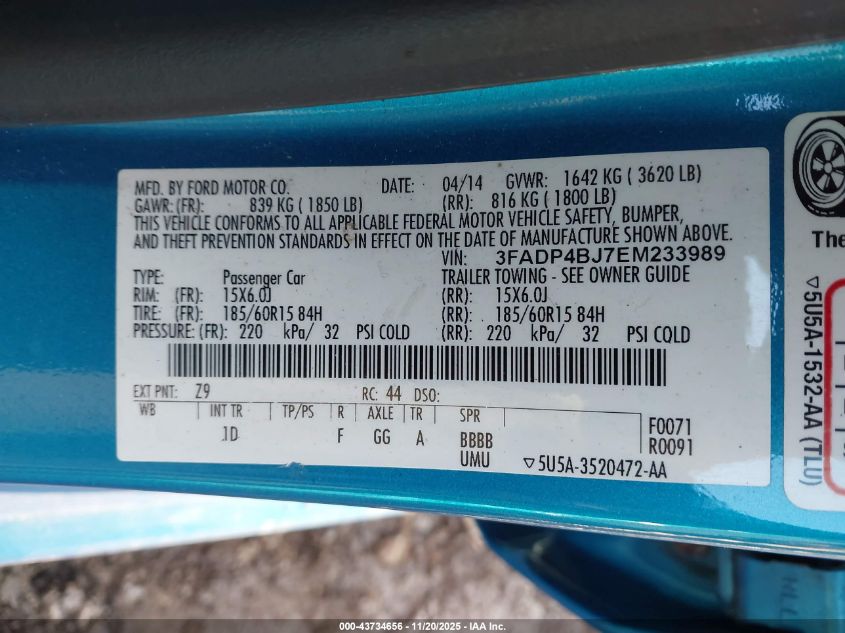 MFD. BY FORD MOTOR CO. DATE: 04/14 GVWR: 1642 KG ( 3620 LB)
GAWR: (FR): 839 KG ( 1850 LB) (RR): 816 KG ( 1800 LB)
THIS VEHICLE CONFORMS TO ALL APPLICABLE FEDERAL MOTOR VEHICLE SAFETY, BUMPER,
AND THEFT PREVENTION STANDARDS IN EFFECT ON THE DATE OF MANUFACTURE SHOWN ABOVE.
VIN: 3FADP4BJ7EM233989
TYPE: Passenger Car TRAILER TOWING - SEE OWNER GUIDE
RIM: (FR): 15X6.0J (RR): 15X6.0J
TIRE: (FR): 185/60R15 84H (RR): 185/60R15 84H
PRESSURE: (FR): 220 kPa/ 32 PSI COLD (RR): 220 kPa/ 32 PSI COLD
EXT PNT: Z9 RC: 44 DSO:
WB INT TR TP/PS R AXLE TR SPR
JD F GG A BBBB
UMU
F0071
R0091
▽5U5A-3520472-AA
The
▽5U5A-1532-AA (TLU)
000-43734656 - 11/20/2025 - IAA Inc.